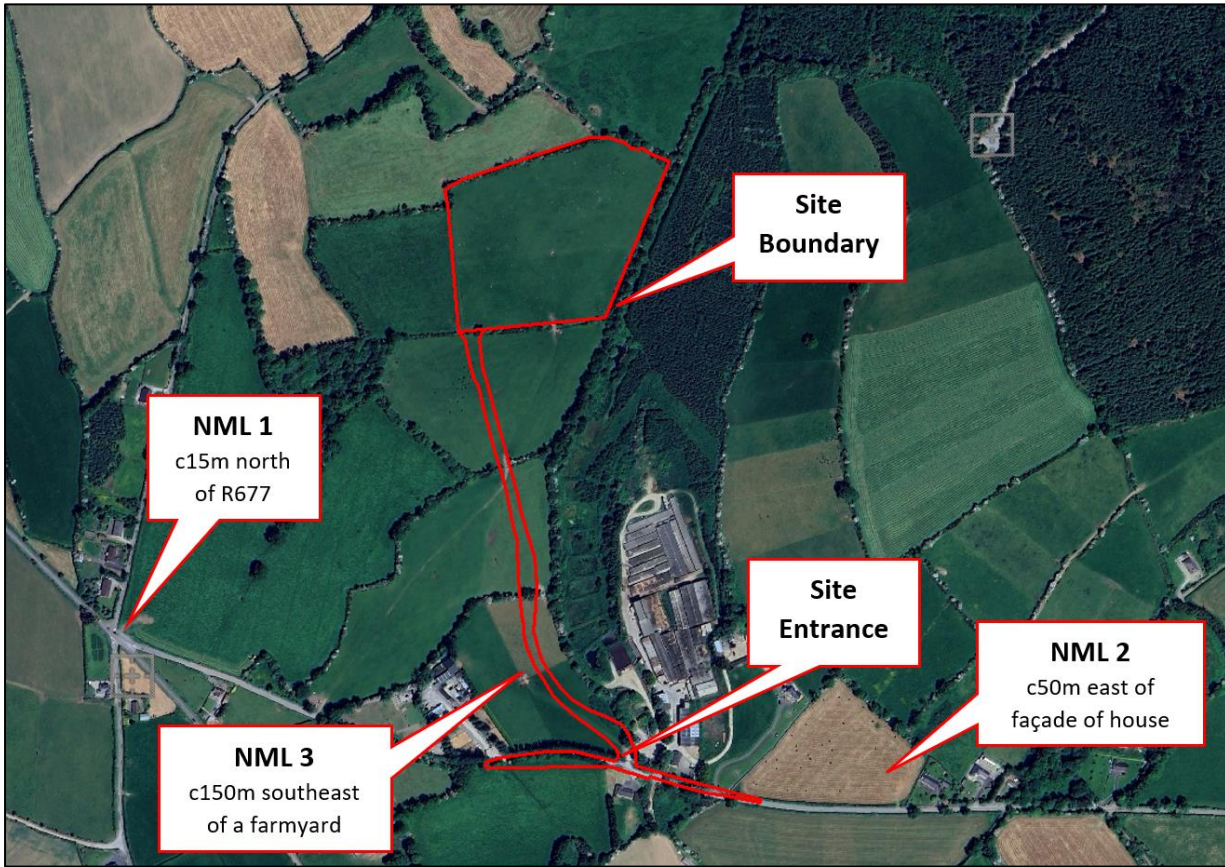 Site
Boundary
NML 1
c15m north
of R677
Site
Entrance
NML 2
c50m east of
façade of house
NML 3
c150m southeast
of a farmyard